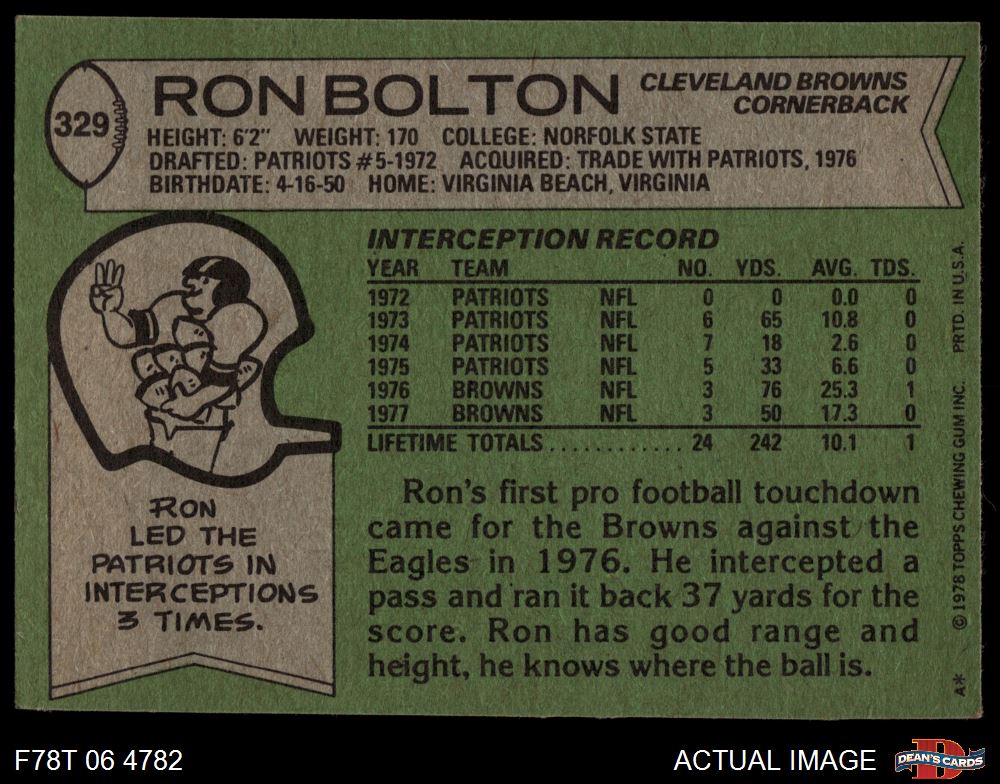 329
RON BOLTON
CLEVELAND BROWNS
CORNERBACK
HEIGHT: 6'2" WEIGHT: 170 COLLEGE: NORFOLK STATE
DRAFTED: PATRIOTS #5-1972 ACQUIRED: TRADE WITH PATRIOTS, 1976
BIRTHDATE: 4-16-50 HOME: VIRGINIA BEACH, VIRGINIA
INTERCEPTION RECORD
YEAR TEAM NO. YDS. AVG. TDS.
1972 PATRIOTS NFL 0 0 0.0 0
1973 PATRIOTS NFL 6 65 10.8 0
1974 PATRIOTS NFL 7 18 2.6 0
1975 PATRIOTS NFL 5 33 6.6 0
1976 BROWNS NFL 3 76 25.3 1
1977 BROWNS NFL 3 50 17.3 0
LIFETIME TOTALS............ 24 242 10.1 1
RON
LED THE
PATRIOTS IN
INTERCEPTIONS
3 TIMES.
Ron's first pro football touchdown
came for the Browns against the
Eagles in 1976. He intercepted a
pass and ran it back 37 yards for the
score. Ron has good range and
height, he knows where the ball is.
A* © 1978 TOPPS CHEWING GUM INC. PRTD. IN U.S.A.
F78T 06 4782
ACTUAL IMAGE
D
DEAN'S CARDS